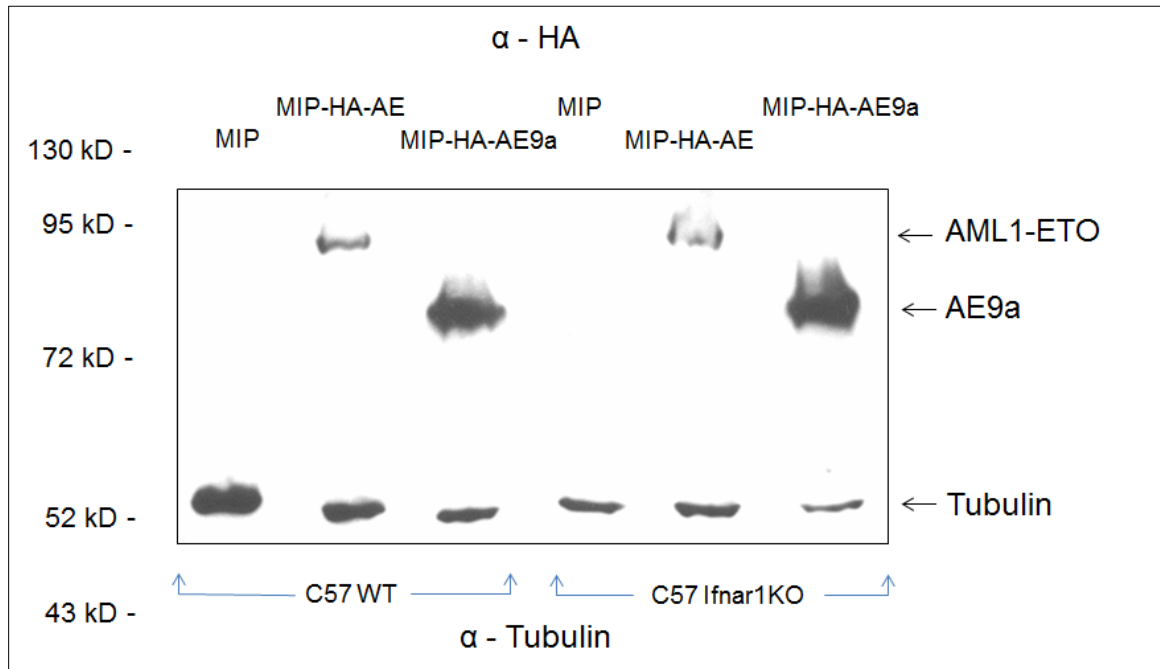 α - HA
MIP-HA-AE MIP MIP-HA-AE9a
MIP MIP-HA-AE9a MIP-HA-AE
130 kD -
95 kD -
AML1-ETO
AE9a
72 kD -
Tubulin
52 kD -
C57 WT C57 Ifnar1KO
43 kD -
α - Tubulin